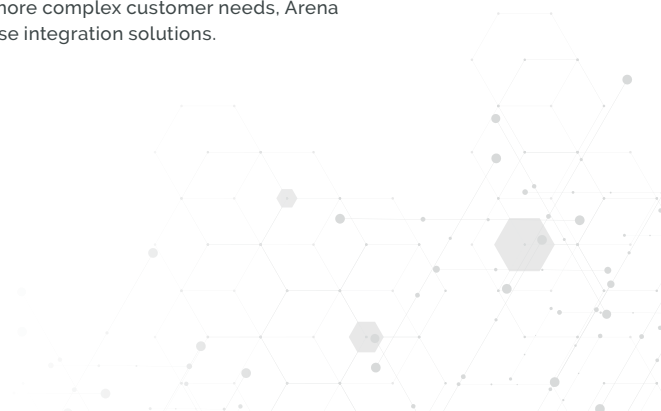 more complex customer needs, Arena
se integration solutions.